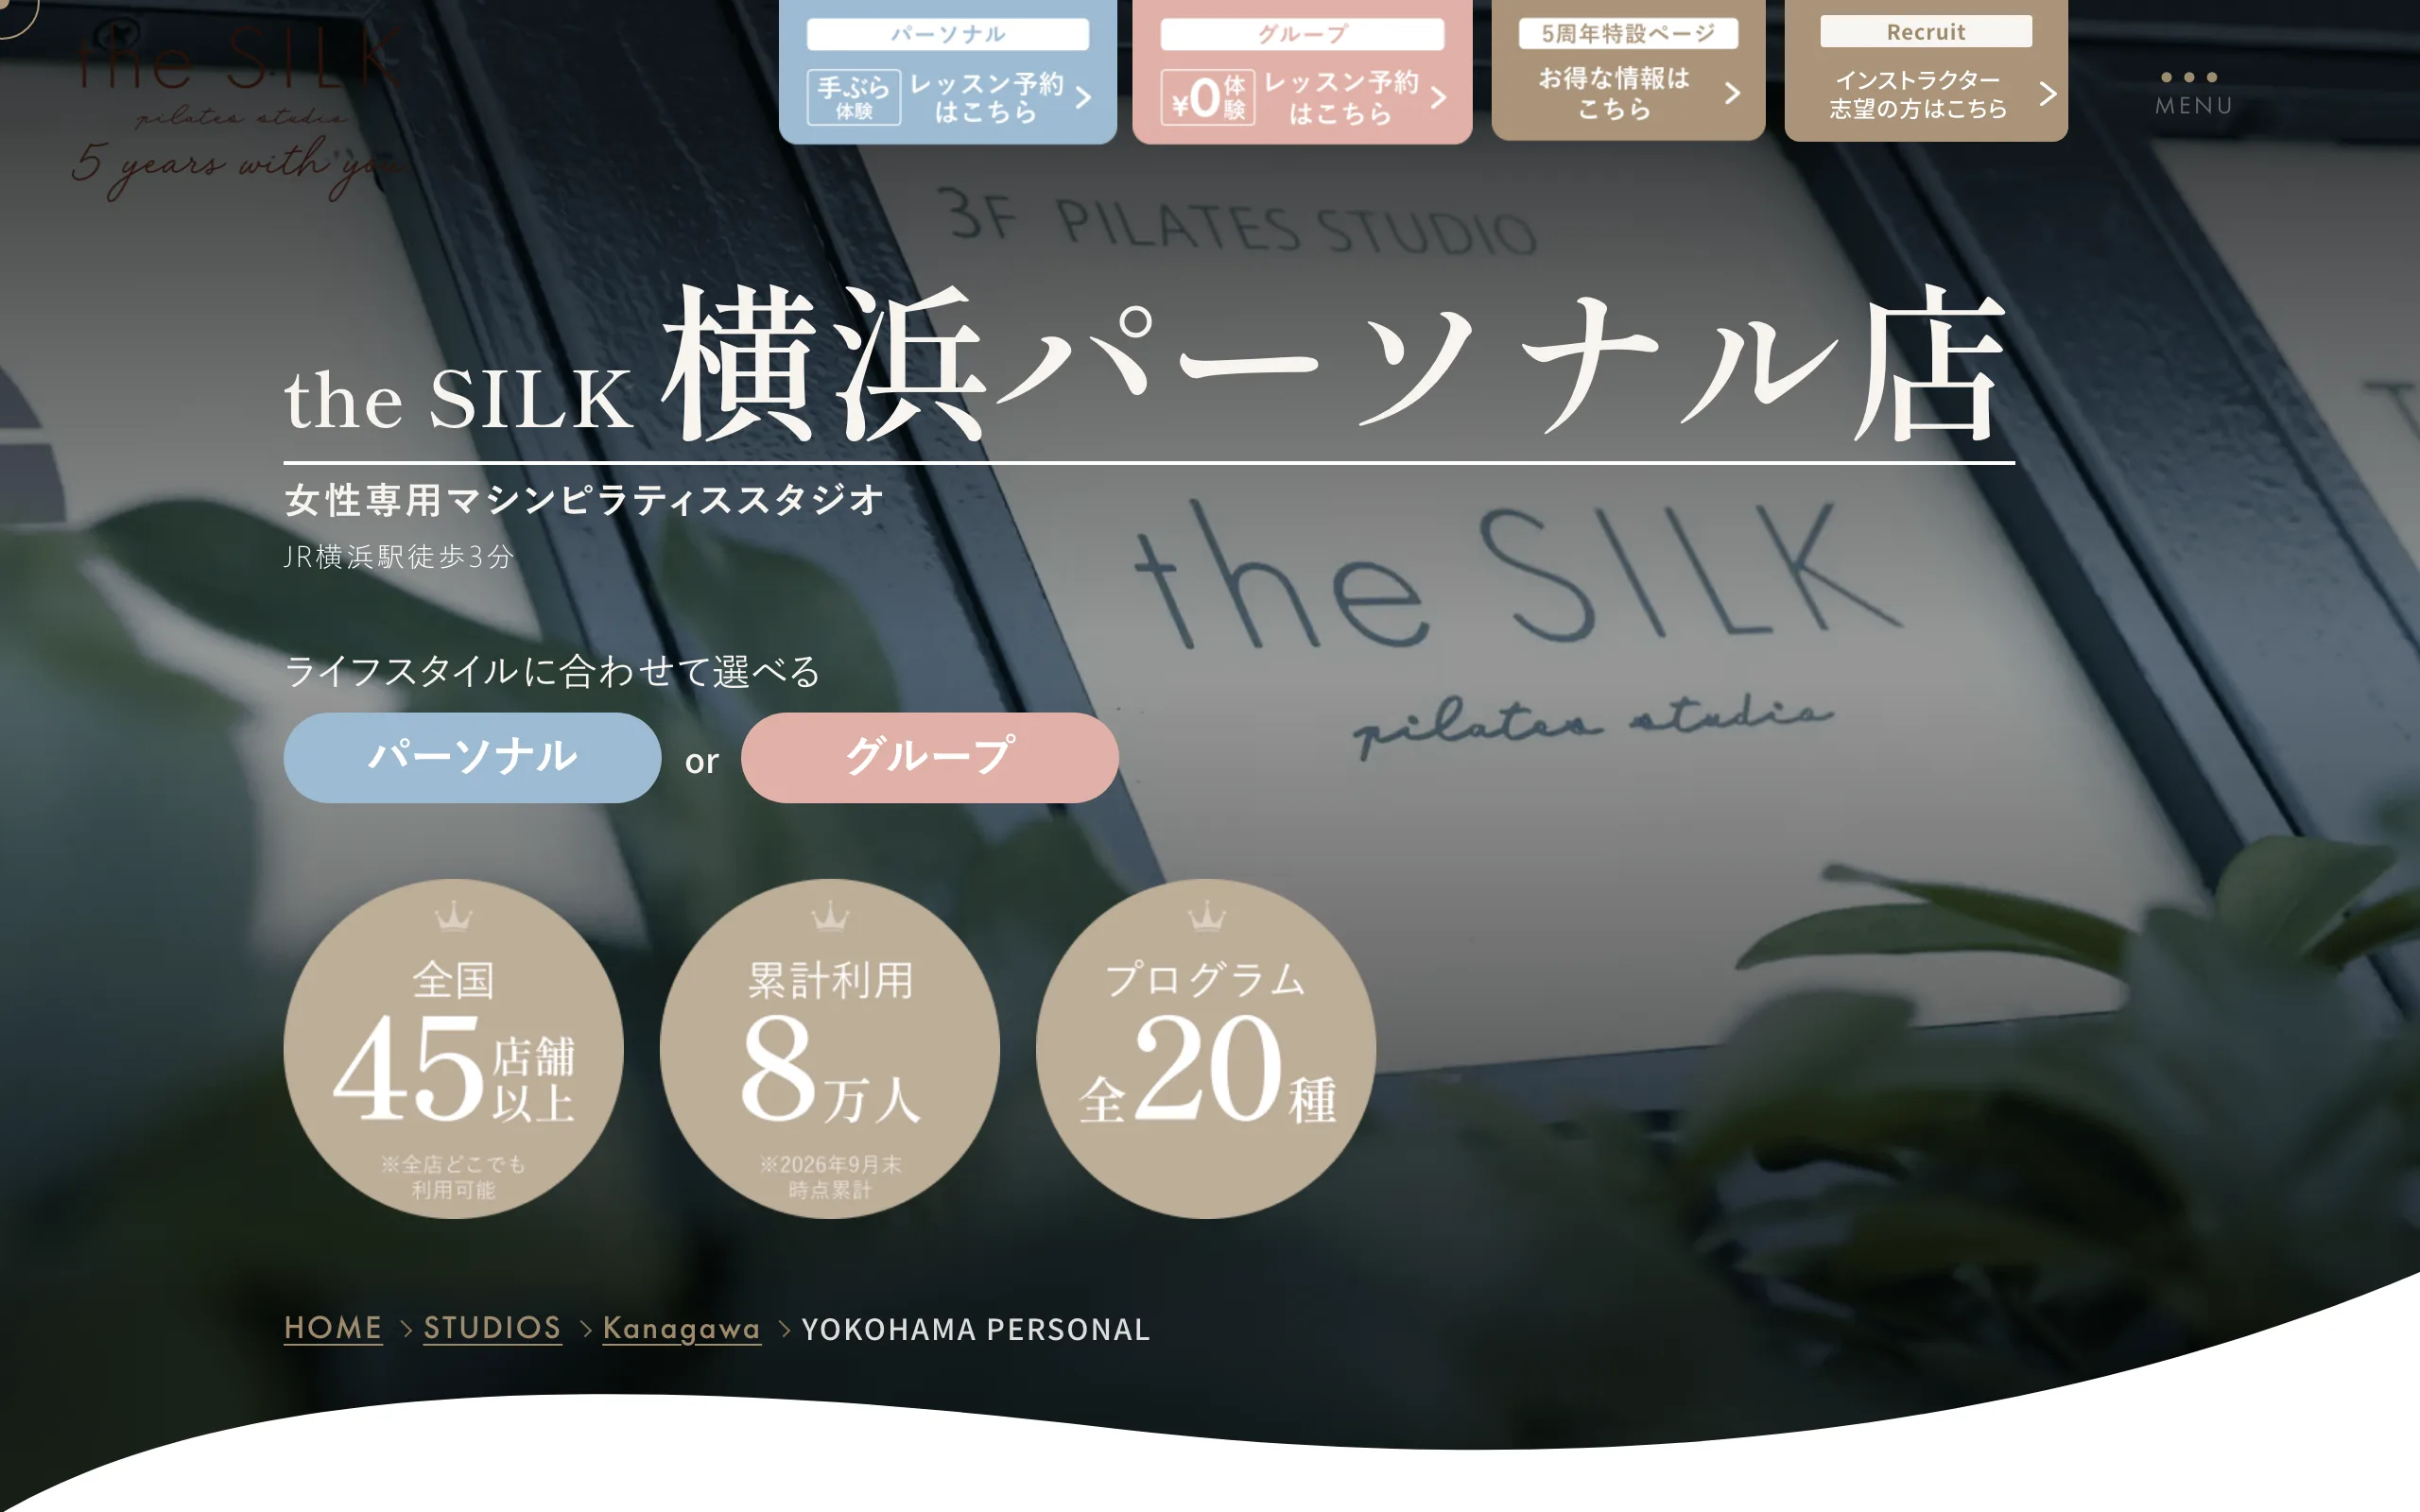 the SILK
pilates studio
5 years with you
パーソナル
手ぶら
体験
レッスン予約
はこちら
グループ
¥0体験
レッスン予約
はこちら
5周年特設ページ
お得な情報は
こちら
Recruit
インストラクター
志望の方はこちら
MENU
3F PILATES STUDIO
the SILK 横浜パーソナル店
女性専用マシンピラティススタジオ
JR横浜駅徒歩3分
the SILK
pilates studio
ライフスタイルに合わせて選べる
パーソナル or グループ
全国
45店舗以上
※全店どこでも
利用可能
累計利用
8万人
※2026年9月末
時点累計
プログラム
全20種
HOME > STUDIOS > Kanagawa > YOKOHAMA PERSONAL